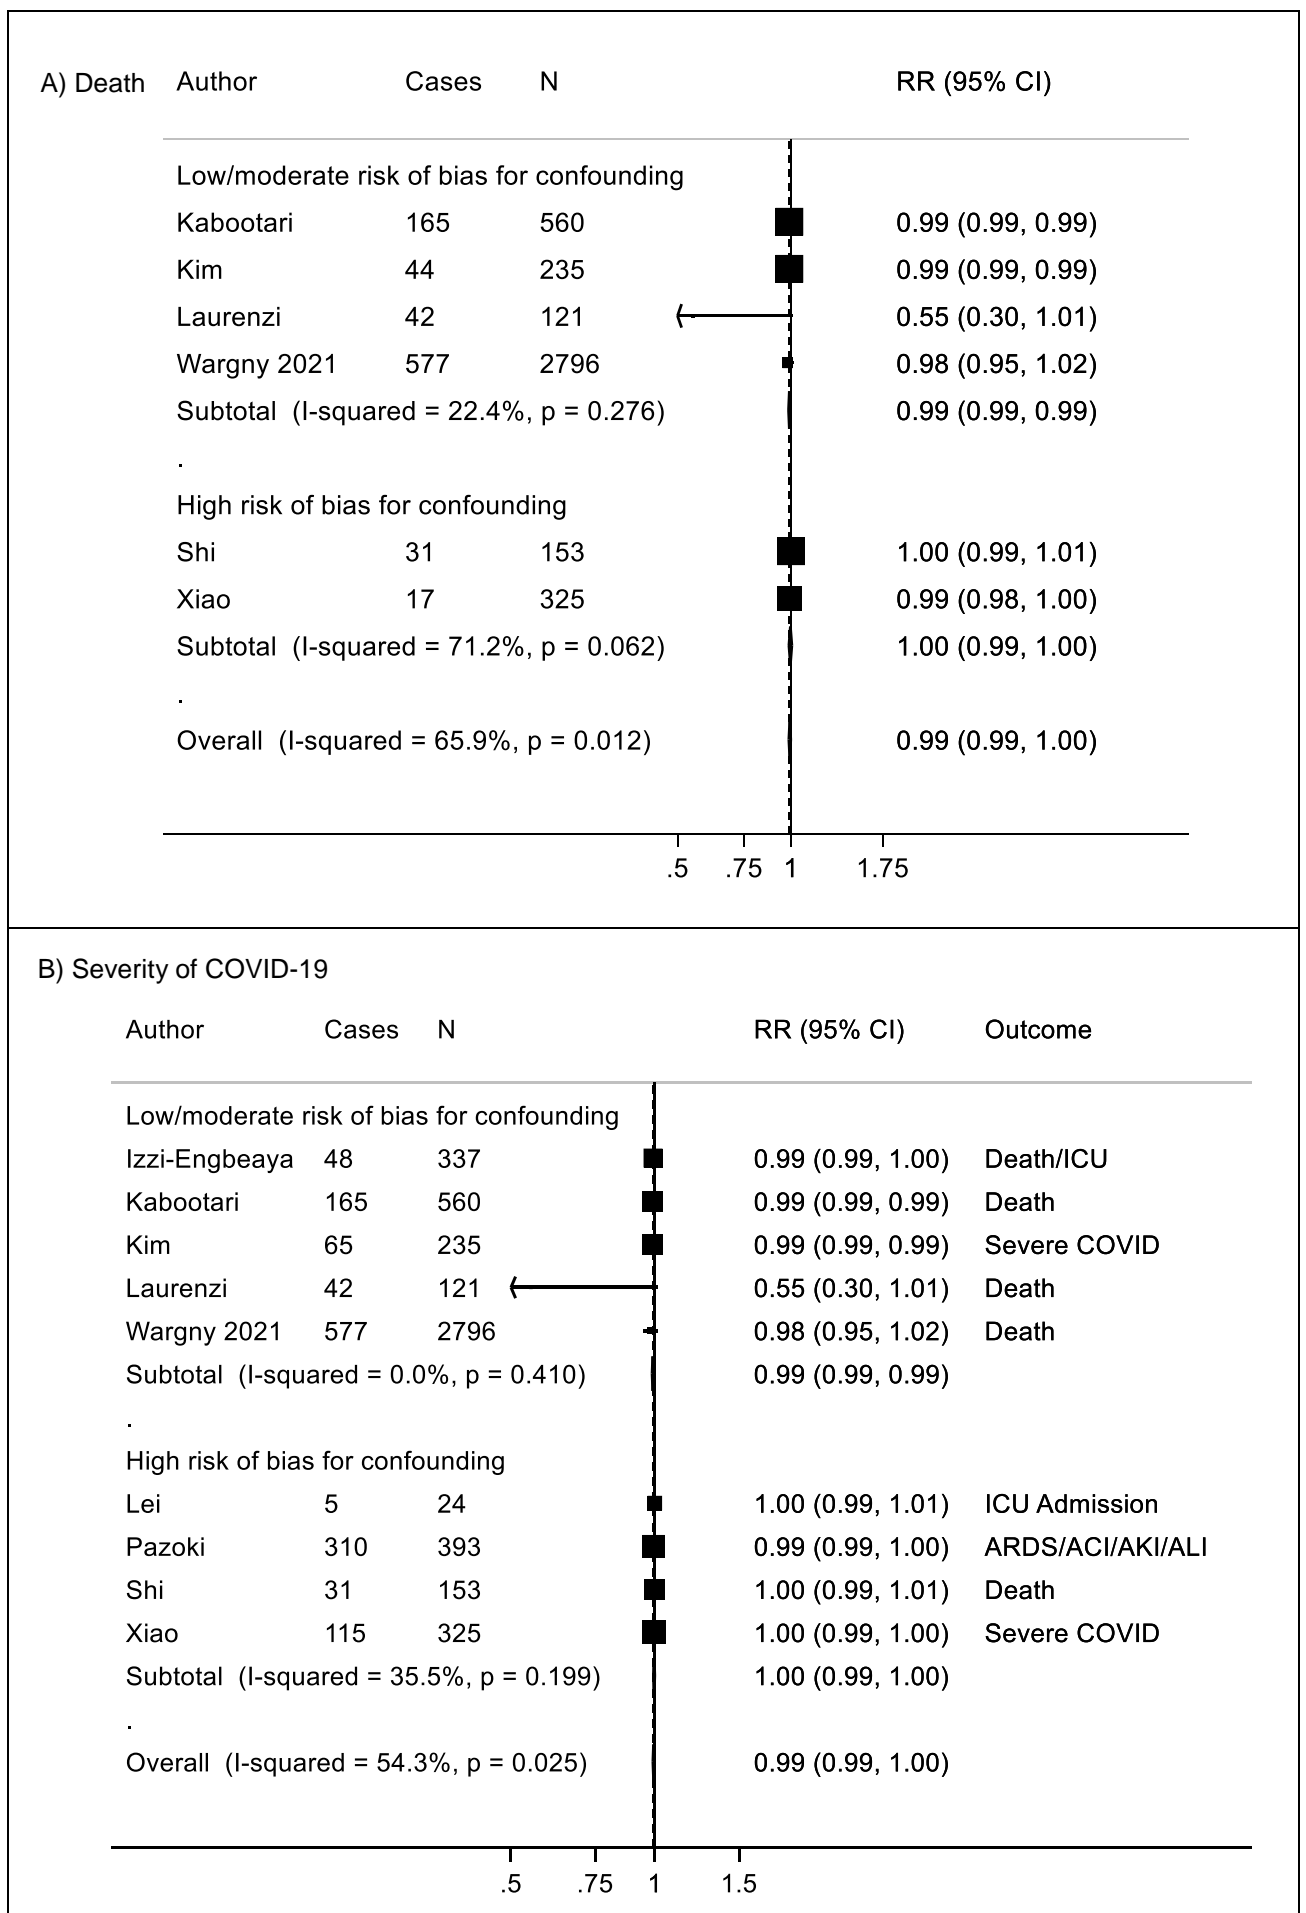 A) Death Author Cases N RR (95% CI)
Low/moderate risk of bias for confounding
Kabootari 165 560 0.99 (0.99, 0.99)
Kim 44 235 0.99 (0.99, 0.99)
Laurenzi 42 121 0.55 (0.30, 1.01)
Wargny 2021 577 2796 0.98 (0.95, 1.02)
Subtotal (I-squared = 22.4%, p = 0.276) 0.99 (0.99, 0.99)
.
High risk of bias for confounding
Shi 31 153 1.00 (0.99, 1.01)
Xiao 17 325 0.99 (0.98, 1.00)
Subtotal (I-squared = 71.2%, p = 0.062) 1.00 (0.99, 1.00)
.
Overall (I-squared = 65.9%, p = 0.012) 0.99 (0.99, 1.00)
.5 .75 1 1.75
B) Severity of COVID-19
Author Cases N RR (95% CI) Outcome
Low/moderate risk of bias for confounding
Izzi-Engbeaya 48 337 0.99 (0.99, 1.00) Death/ICU
Kabootari 165 560 0.99 (0.99, 0.99) Death
Kim 65 235 0.99 (0.99, 0.99) Severe COVID
Laurenzi 42 121 0.55 (0.30, 1.01) Death
Wargny 2021 577 2796 0.98 (0.95, 1.02) Death
Subtotal (I-squared = 0.0%, p = 0.410) 0.99 (0.99, 0.99)
.
High risk of bias for confounding
Lei 5 24 1.00 (0.99, 1.01) ICU Admission
Pazoki 310 393 0.99 (0.99, 1.00) ARDS/ACI/AKI/ALI
Shi 31 153 1.00 (0.99, 1.01) Death
Xiao 115 325 1.00 (0.99, 1.00) Severe COVID
Subtotal (I-squared = 35.5%, p = 0.199) 1.00 (0.99, 1.00)
.
Overall (I-squared = 54.3%, p = 0.025) 0.99 (0.99, 1.00)
.5 .75 1 1.5